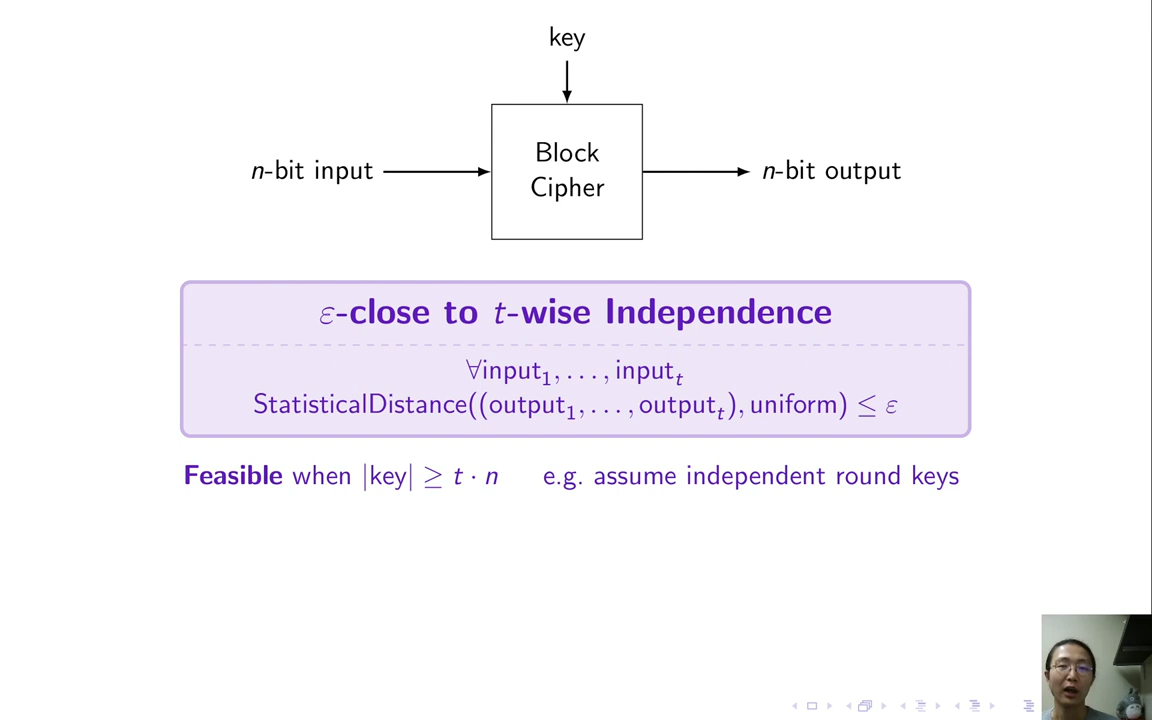 key
Block
Cipher
n-bit input
n-bit output
ε-close to t-wise Independence
∀input₁, . . . , inputₜ
StatisticalDistance((output₁, . . . , outputₜ), uniform) ≤ ε
Feasible when |key| ≥ t · n e.g. assume independent round keys